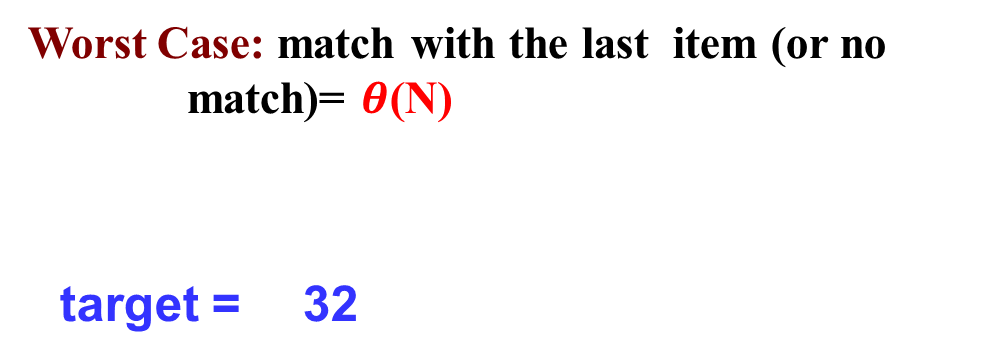 Worst Case: match with the last item (or no
match)= θ(N)
target = 32